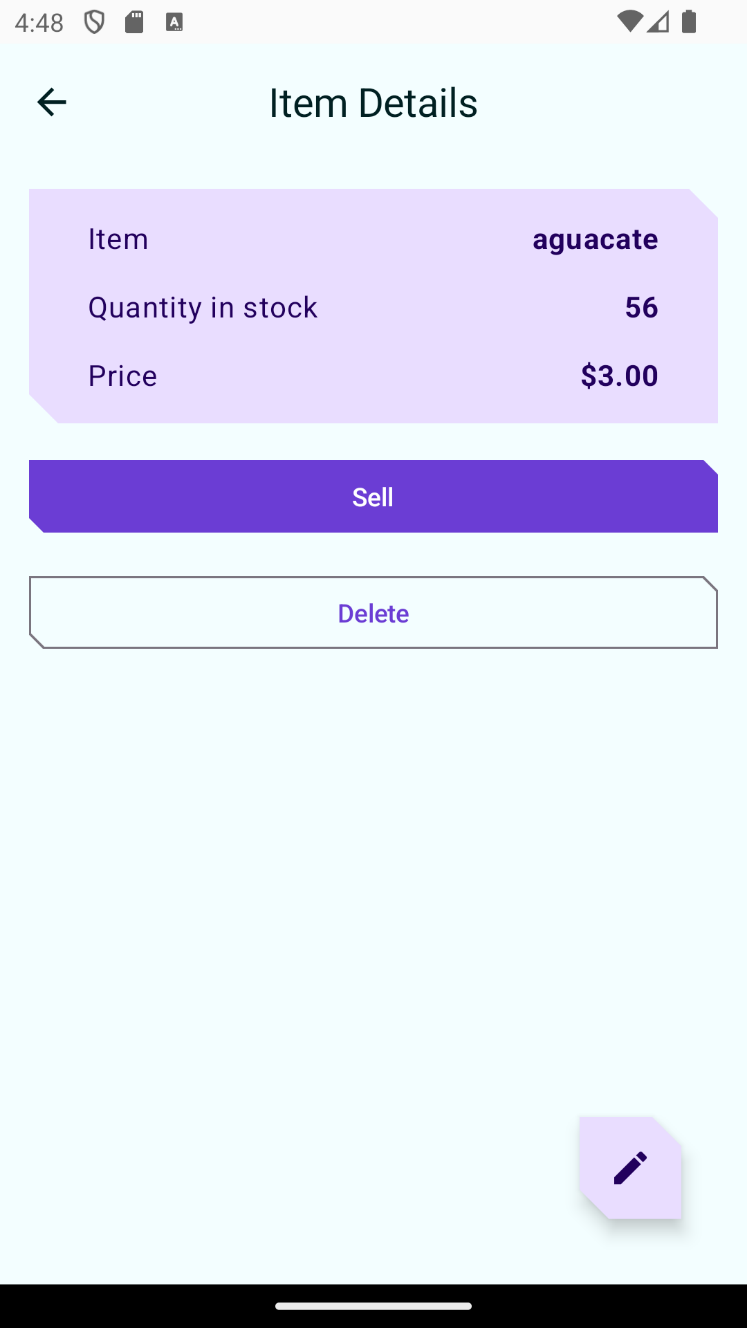 4:48
Item Details
Item aguacate
Quantity in stock 56
Price $3.00
Sell
Delete